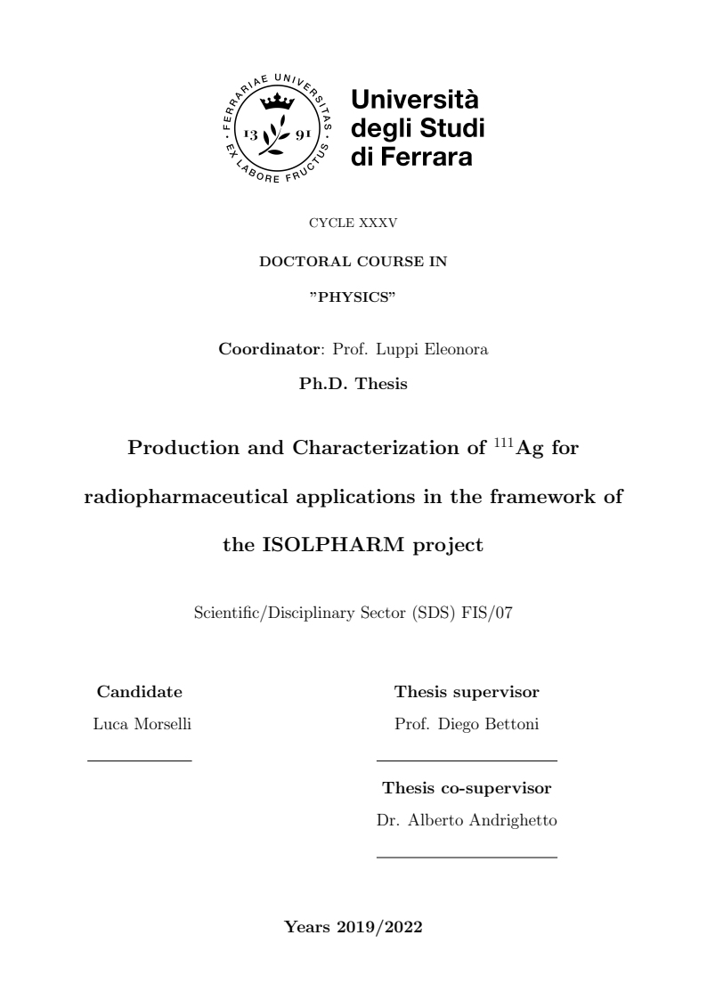 FERRARIAE UNIVERSITAS
13 91
· EX LABORE FRUCTUS ·
Università
degli Studi
di Ferrara
CYCLE XXXV
DOCTORAL COURSE IN
”PHYSICS”
Coordinator: Prof. Luppi Eleonora
Ph.D. Thesis
Production and Characterization of ¹¹¹Ag for
radiopharmaceutical applications in the framework of
the ISOLPHARM project
Scientific/Disciplinary Sector (SDS) FIS/07
Candidate
Luca Morselli
Thesis supervisor
Prof. Diego Bettoni
Thesis co-supervisor
Dr. Alberto Andrighetto
Years 2019/2022